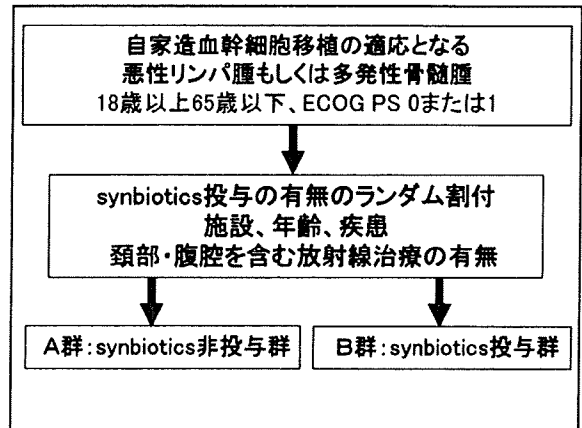 自家造血幹細胞移植の適応となる
悪性リンパ腫もしくは多発性骨髄腫
18歳以上65歳以下、ECOG PS 0または1
synbiotics投与の有無のランダム割付
施設、年齢、疾患
頚部・腹腔を含む放射線治療の有無
A群:synbiotics非投与群
B群:synbiotics投与群